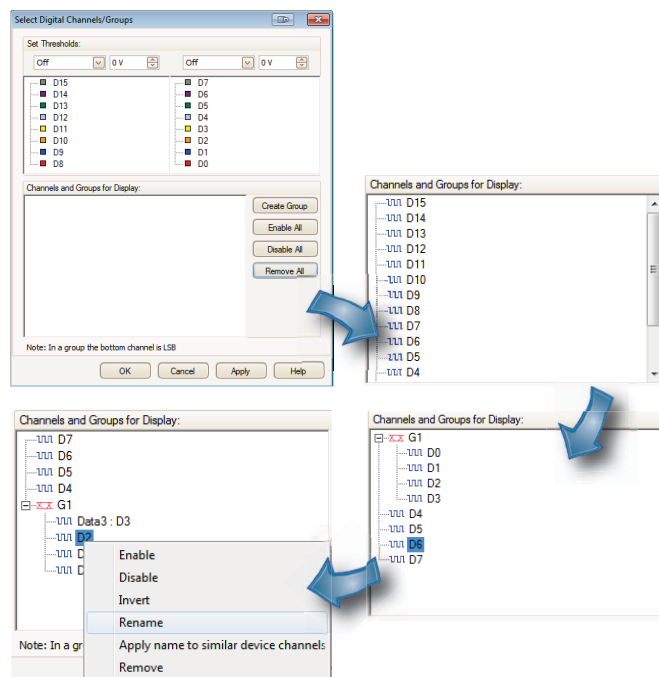 Select Digital Channels/Groups
Set Thresholds:
Off 0 V Off 0 V
D15 D7
D14 D6
D13 D5
D12 D4
D11 D3
D10 D2
D9 D1
D8 D0
Channels and Groups for Display:
Create Group
Enable All
Disable All
Remove All
Note: In a group the bottom channel is LSB
OK Cancel Apply Help
Channels and Groups for Display:
D15
D14
D13
D12
D11
D10
D9
D8
D7
D6
D5
D4
Channels and Groups for Display:
G1
D0
D1
D2
D3
D4
D5
D6
D7
Channels and Groups for Display:
D7
D6
D5
D4
G1
Data3 : D3
D2
D
D
Enable
Disable
Invert
Rename
Apply name to similar device channels
Remove
Note: In a gr